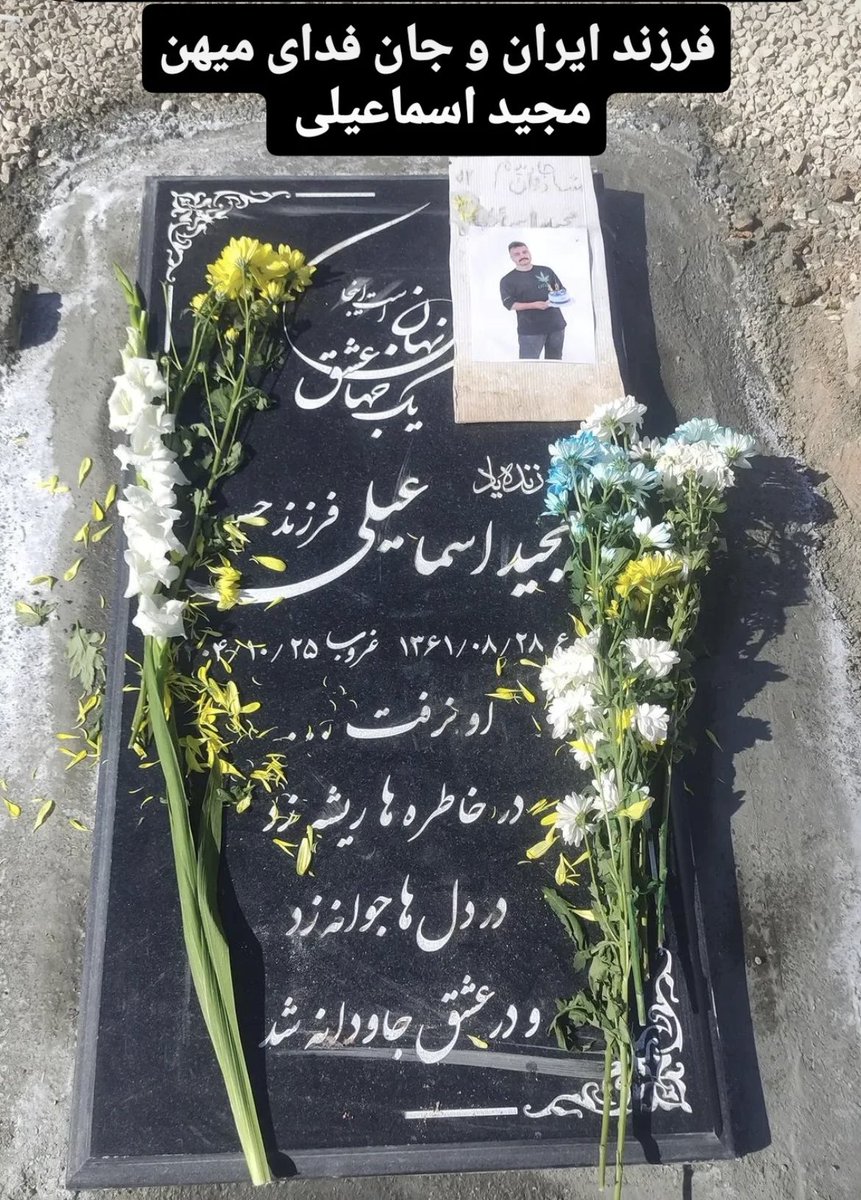 فرزند ایران و جان فدای میهن
مجید اسماعیلی
شادروان
یک جهان عشق نهان است اینجا
زنده یاد
مجید اسماعیلی فرزند
۱۳۶۱/۰۸/۲۸ غروب ۰۴/۱۰/۲۵
او نرفت ...
در خاطره ها ریشه زد
در دل ها جوانه زد
و در عشق جاودانه شد